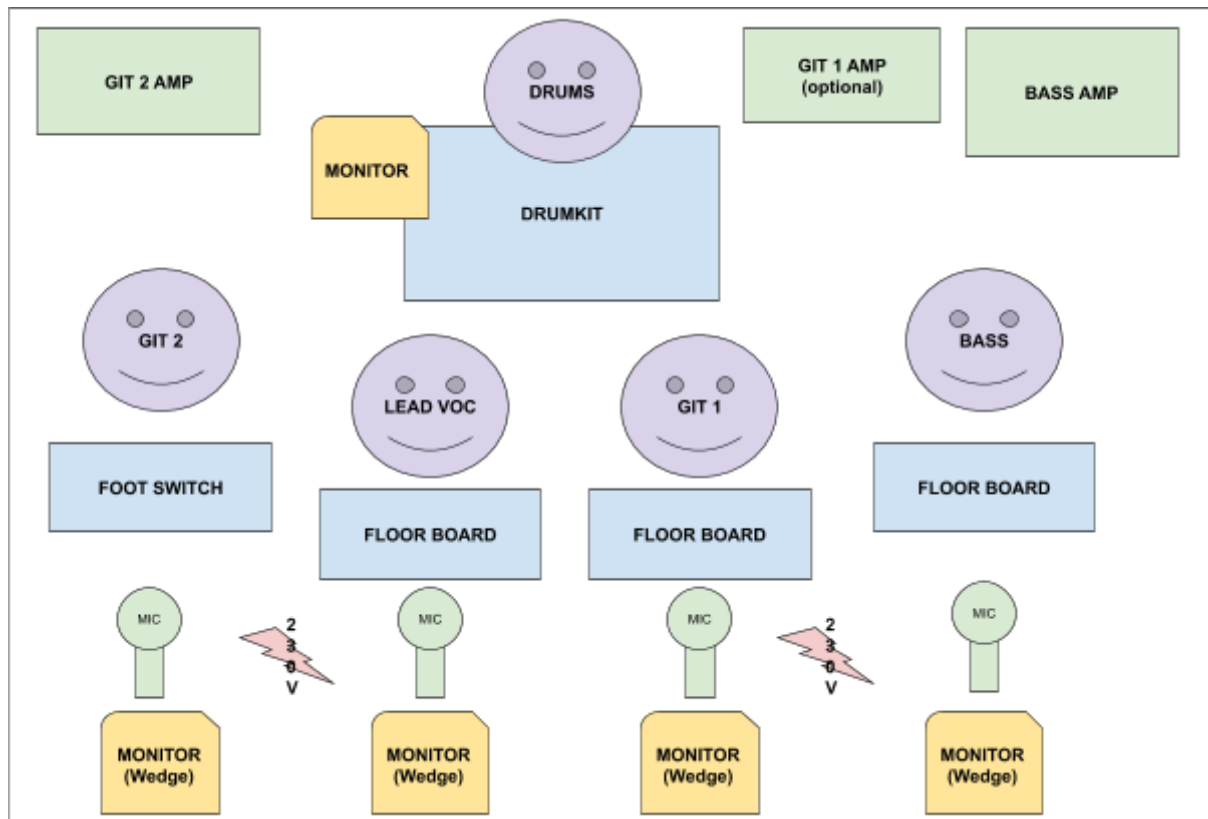 GIT 2 AMP
DRUMS
GIT 1 AMP
(optional)
BASS AMP
MONITOR
DRUMKIT
GIT 2
BASS
LEAD VOC
GIT 1
FOOT SWITCH
FLOOR BOARD
FLOOR BOARD
FLOOR BOARD
MIC
2
3
0
V
MIC
MIC
2
3
0
V
MIC
MONITOR
(Wedge)
MONITOR
(Wedge)
MONITOR
(Wedge)
MONITOR
(Wedge)